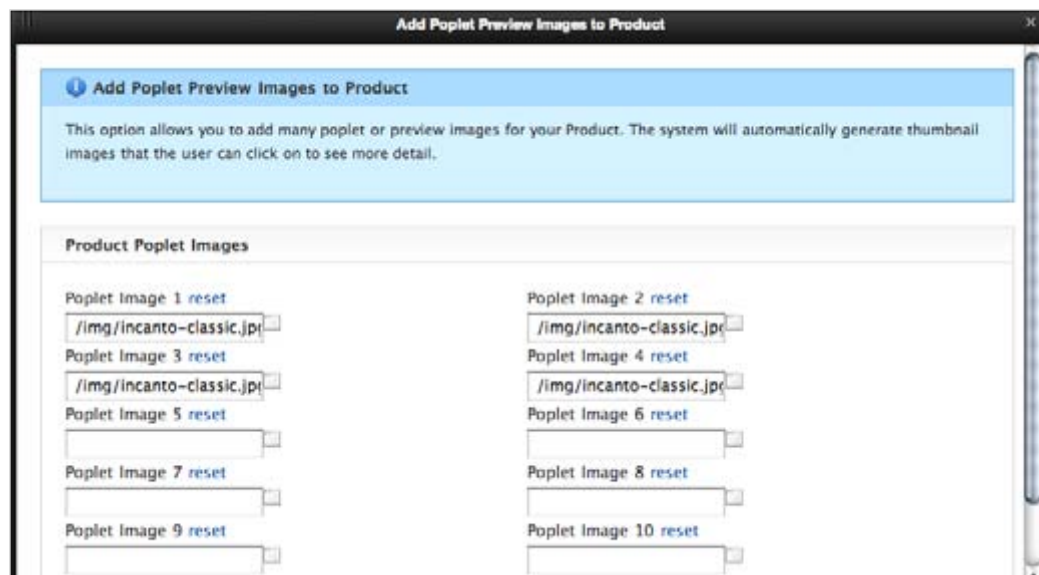 Add Poplet Preview Images to Product
Add Poplet Preview Images to Product
This option allows you to add many poplet or preview images for your Product. The system will automatically generate thumbnail
images that the user can click on to see more detail.
Product Poplet Images
Poplet Image 1 reset
Poplet Image 2 reset
/img/incanto-classic.jpg
/img/incanto-classic.jpg
Poplet Image 3 reset
Poplet Image 4 reset
/img/incanto-classic.jpg
/img/incanto-classic.jpg
Poplet Image 5 reset
Poplet Image 6 reset
Poplet Image 7 reset
Poplet Image 8 reset
Poplet Image 9 reset
Poplet Image 10 reset